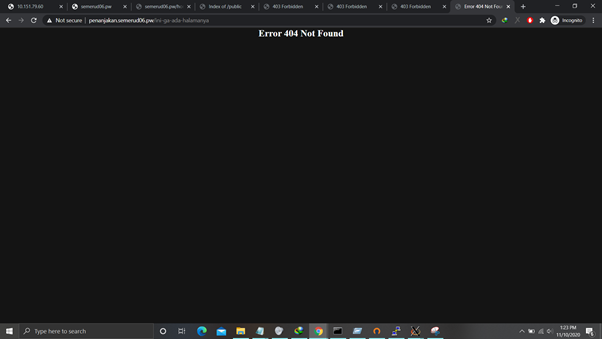 10.151.79.60
semerud06.pw
semerud06.pw/
Index of /public
403 Forbidden
403 Forbidden
403 Forbidden
Error 404 Not Foun
Not secure
penanjakan.semerud06.pw/ini-ga-ada-halamanya
Incognito
Error 404 Not Found
Type here to search
1:23 PM
11/10/2020